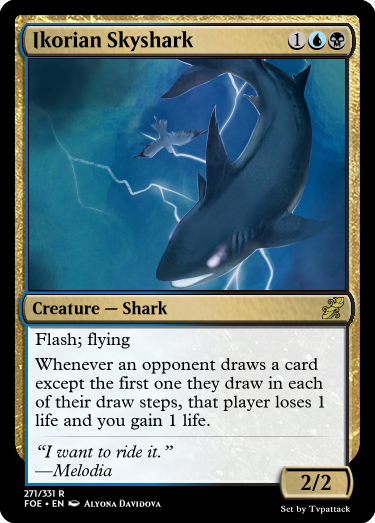 Ikorian Skyshark 1
Creature — Shark
Flash; flying
Whenever an opponent draws a card
except the first one they draw in each
of their draw steps, that player loses 1
life and you gain 1 life.
“I want to ride it.”
—Melodia
2/2
271/331 R
FOE • EN Alyona Davidova
Set by Tvpattack